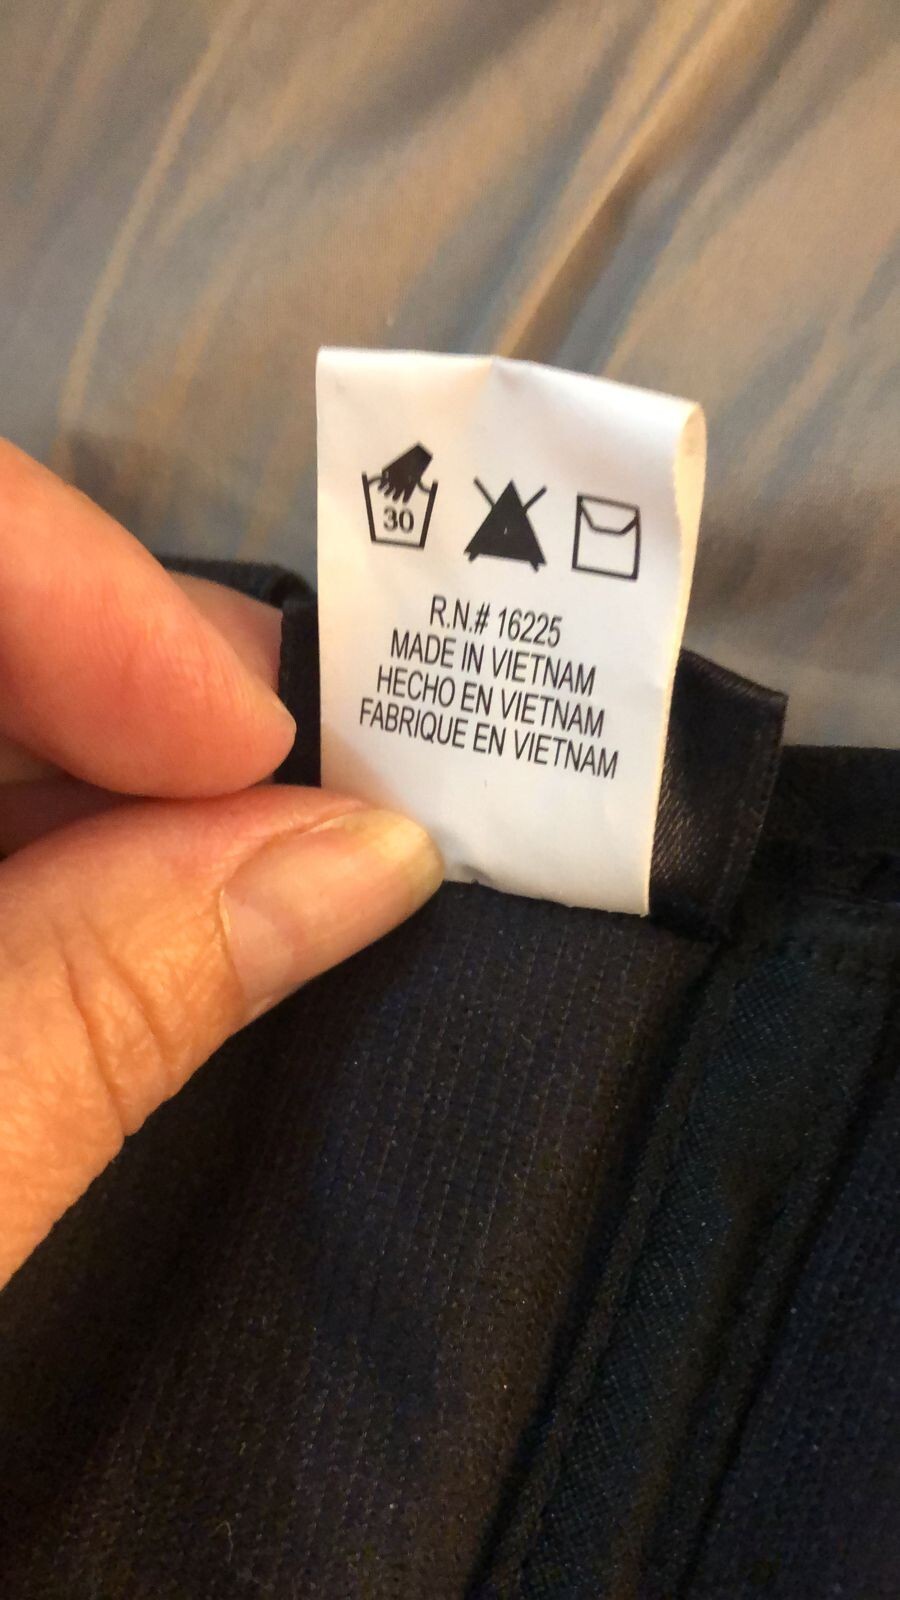 30
R.N.# 16225
MADE IN VIETNAM
HECHO EN VIETNAM
FABRIQUE EN VIETNAM